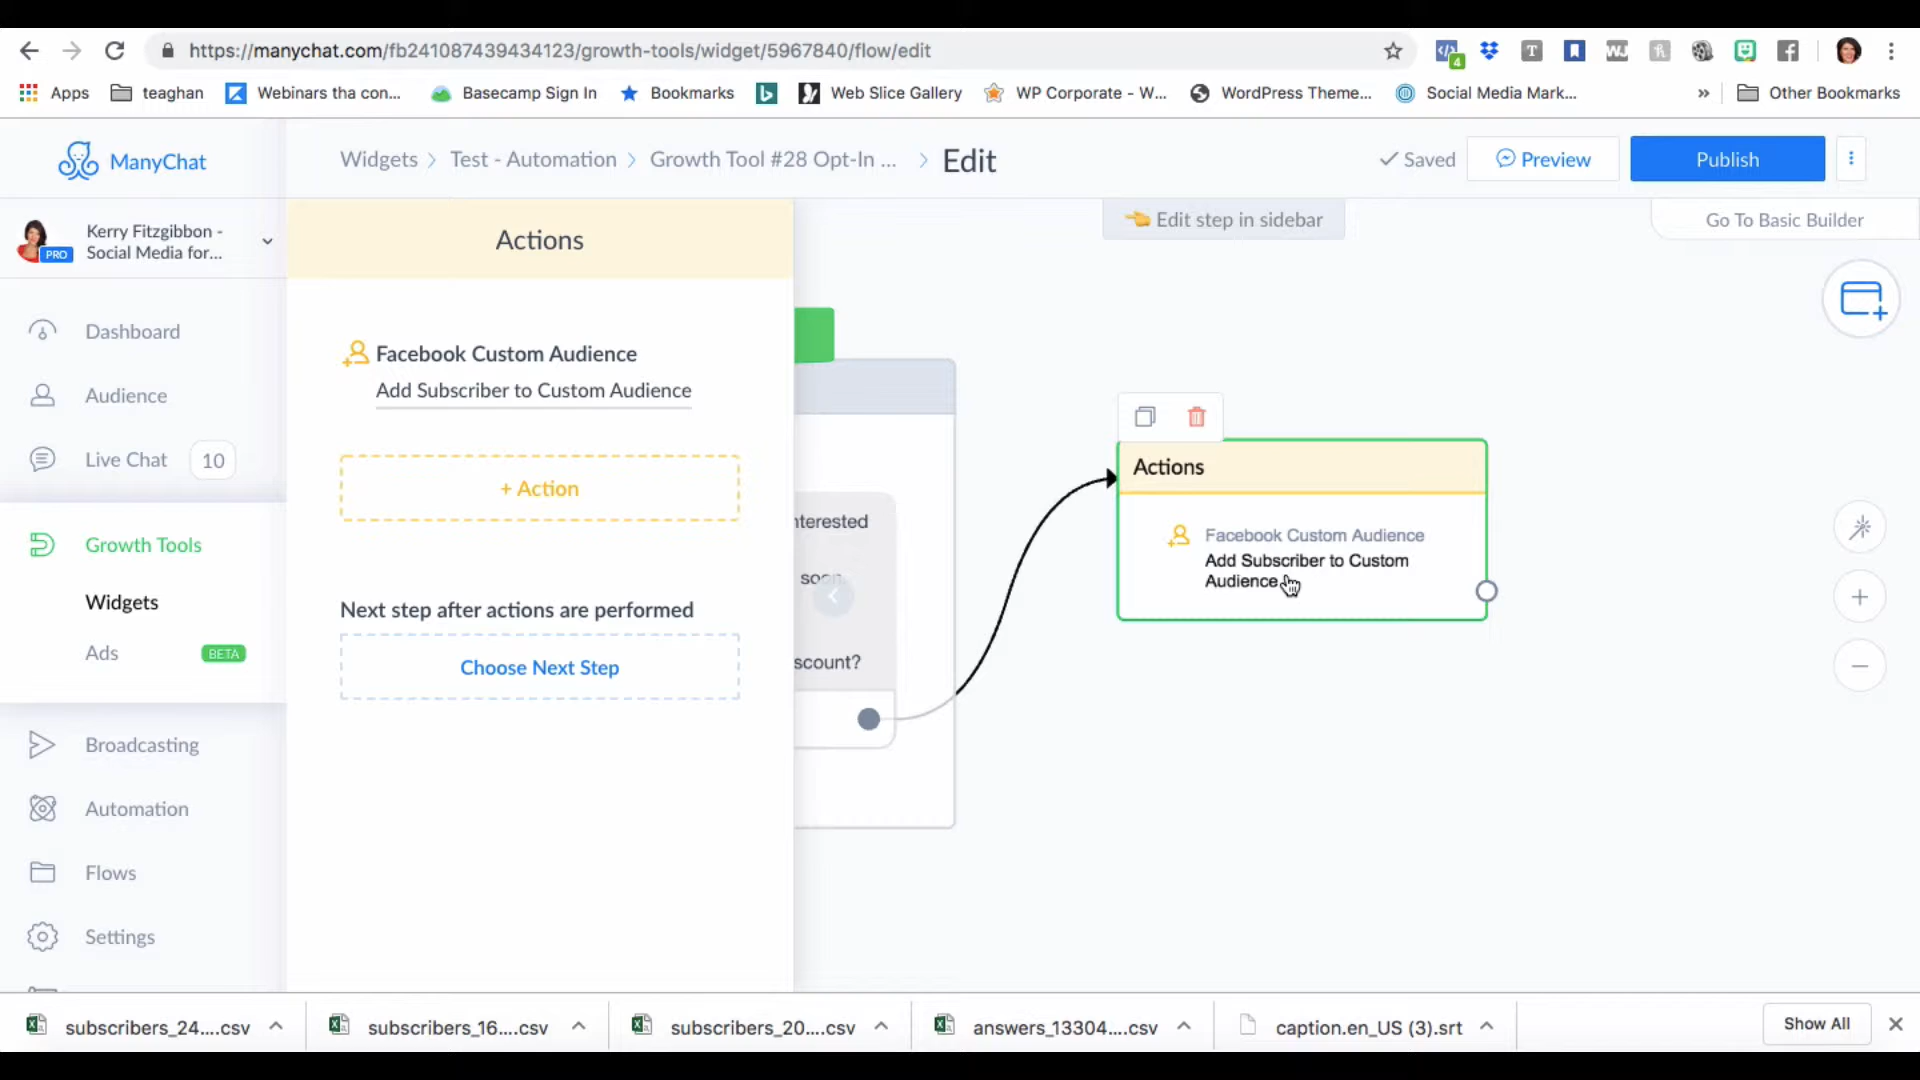 https://manychat.com/fb241087439434123/growth-tools/widget/5967840/flow/edit
4
T
WJ
Apps
teaghan
Webinars tha con...
Basecamp Sign In
Bookmarks
Web Slice Gallery
WP Corporate - W...
WordPress Theme...
Social Media Mark...
»
Other Bookmarks
ManyChat
Widgets > Test - Automation > Growth Tool #28 Opt-In ... > Edit
Saved
Preview
Publish
Kerry Fitzgibbon -
Social Media for...
PRO
Actions
Edit step in sidebar
Go To Basic Builder
Dashboard
Audience
Live Chat
10
Growth Tools
Widgets
Ads
BETA
Broadcasting
Automation
Flows
Settings
Facebook Custom Audience
Add Subscriber to Custom Audience
+ Action
Next step after actions are performed
Choose Next Step
nterested
soon
scount?
Actions
Facebook Custom Audience
Add Subscriber to Custom
Audience
subscribers_24....csv
subscribers_16....csv
subscribers_20....csv
answers_13304....csv
caption.en_US (3).srt
Show All